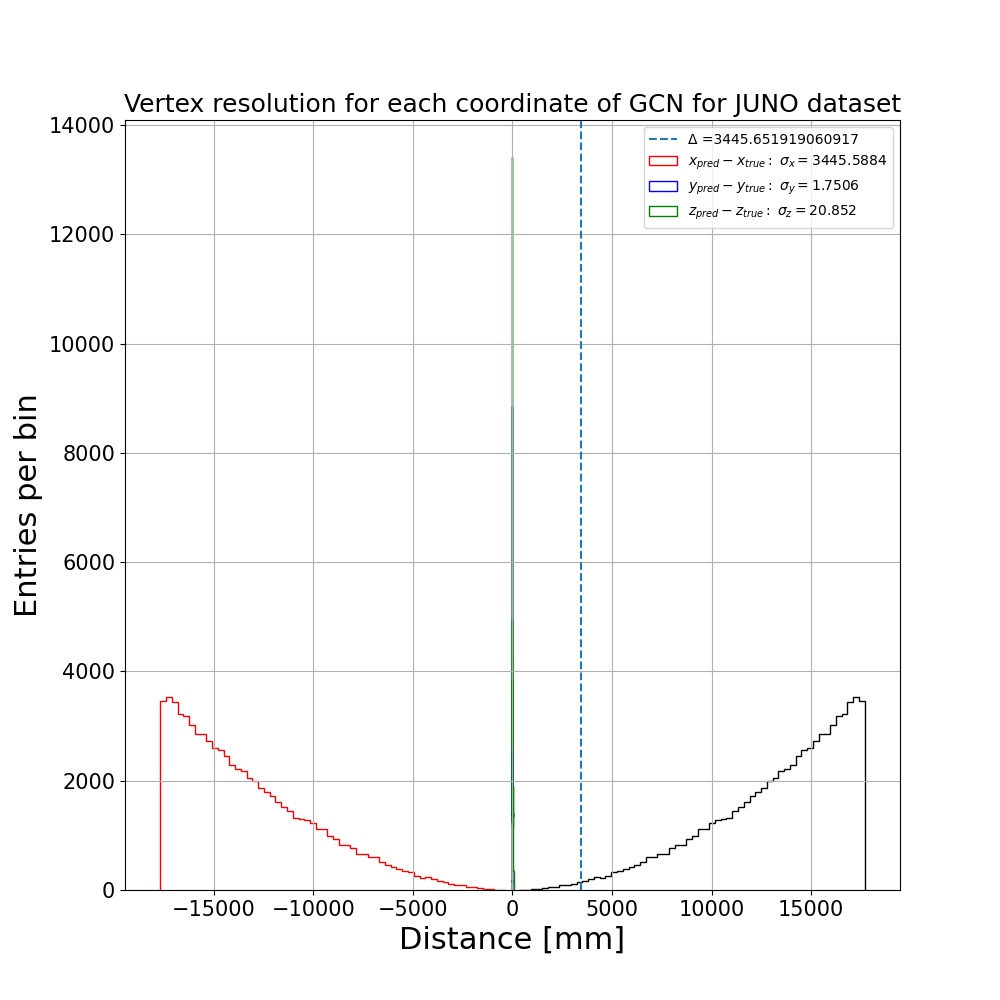 Vertex resolution for each coordinate of GCN for JUNO dataset
14000
12000
10000
8000
6000
4000
2000
0
Entries per bin
Δ =3445.651919060917
x_pred − x_true : σ_x = 3445.5884
y_pred − y_true : σ_y = 1.7506
z_pred − z_true : σ_z = 20.852
−15000 −10000 −5000 0 5000 10000 15000
Distance [mm]